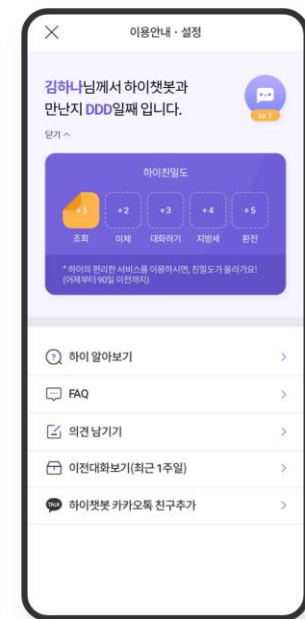 이용안내 · 설정
김하나님께서 하이챗봇과
만난지 DDD일째 입니다.
Lv.1
닫기
하이친밀도
+1 +2 +3 +4 +5
조회 이체 대화하기 지방세 환전
* 하이의 편리한 서비스를 이용하시면, 친밀도가 올라가요!
(어제부터 90일 이전까지)
하이 알아보기
FAQ
의견 남기기
이전대화보기(최근 1주일)
TALK 하이챗봇 카카오톡 친구추가